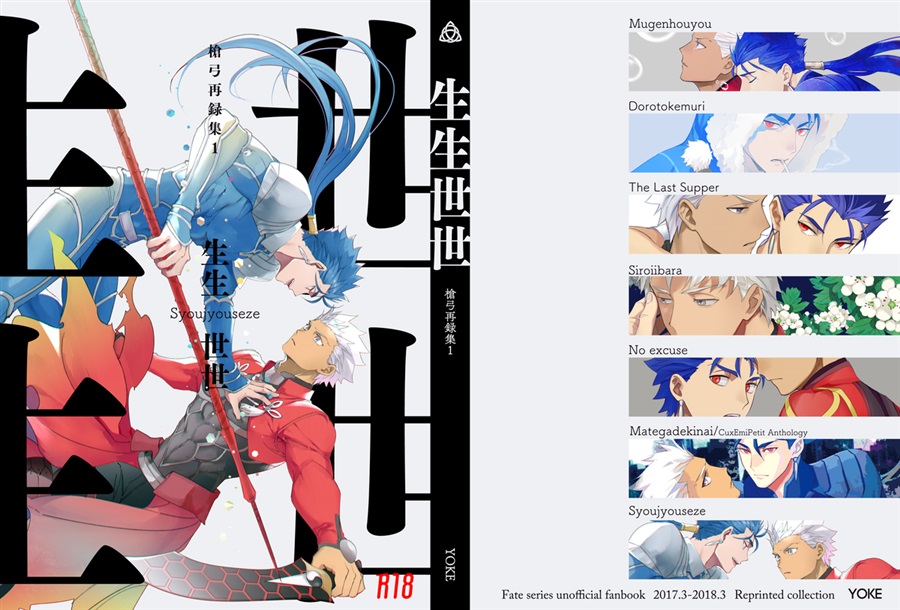 生生世世
槍弓再録集1
生生世世
Syoujyouseze
R18
生生世世
槍弓再録集1
YOKE
Mugenhouyou
Dorotokemuri
The Last Supper
Siroiibara
No excuse
Mategadekinai/CuxEmiPetit Anthology
Syoujyouseze
Fate series unofficial fanbook 2017.3-2018.3 Reprinted collection YOKE